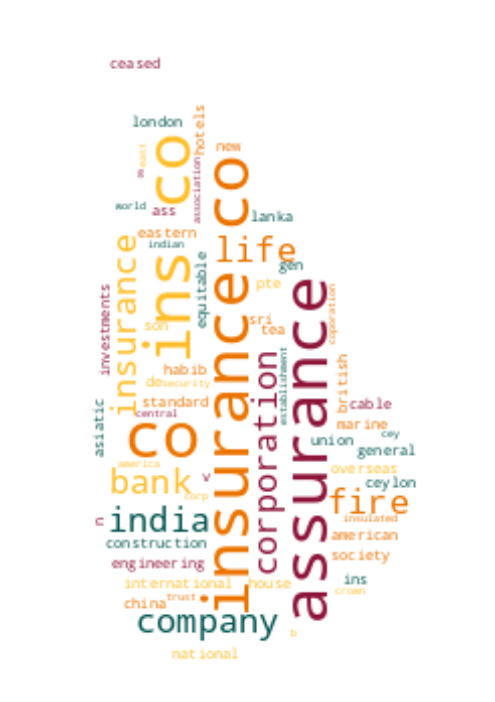 ceased
london
hotels
co
east
new
association
insurance co
world
ass
lanka
eastern
indian
life
gen
insurance
ins
equitable
pte
investments
assurance
son
sri
tea
coporation
habib
de
security
establishment
corporation
british
standard
central
cable
asiatic
co
marine
cey
union
general
america
overseas
bank
v
ceylon
corp
fire
india
insulated
construction
american
engineering
society
international
house
ins
crown
china
trust
company
b
national